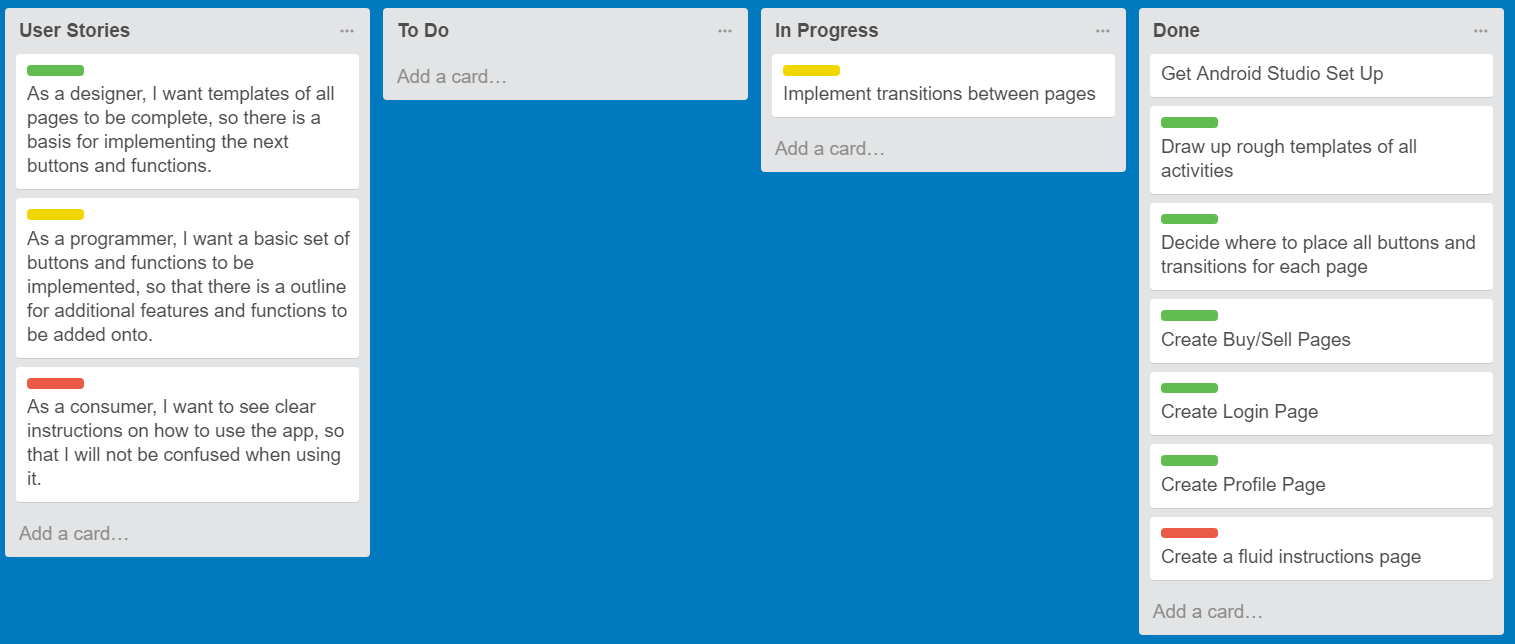 User Stories
As a designer, I want templates of all
pages to be complete, so there is a
basis for implementing the next
buttons and functions.
As a programmer, I want a basic set of
buttons and functions to be
implemented, so that there is a outline
for additional features and functions to
be added onto.
As a consumer, I want to see clear
instructions on how to use the app, so
that I will not be confused when using
it.
Add a card…
To Do
Add a card…
In Progress
Implement transitions between pages
Add a card…
Done
Get Android Studio Set Up
Draw up rough templates of all
activities
Decide where to place all buttons and
transitions for each page
Create Buy/Sell Pages
Create Login Page
Create Profile Page
Create a fluid instructions page
Add a card…